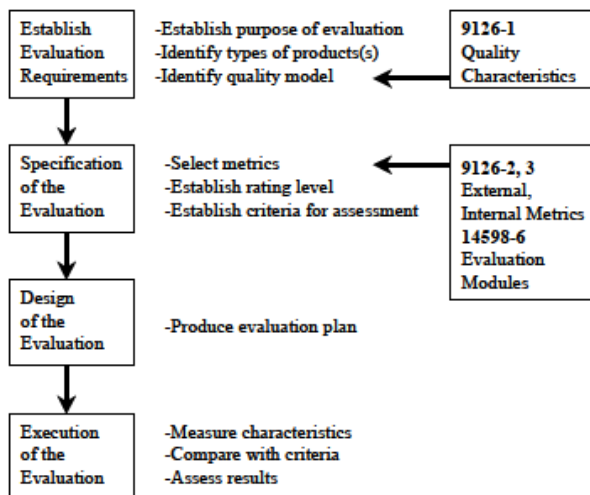 Establish
Evaluation
Requirements
-Establish purpose of evaluation
-Identify types of products(s)
-Identify quality model
9126-1
Quality
Characteristics
Specification
of the
Evaluation
-Select metrics
-Establish rating level
-Establish criteria for assessment
9126-2, 3
External,
Internal Metrics
14598-6
Evaluation
Modules
Design
of the
Evaluation
-Produce evaluation plan
Execution
of the
Evaluation
-Measure characteristics
-Compare with criteria
-Assess results